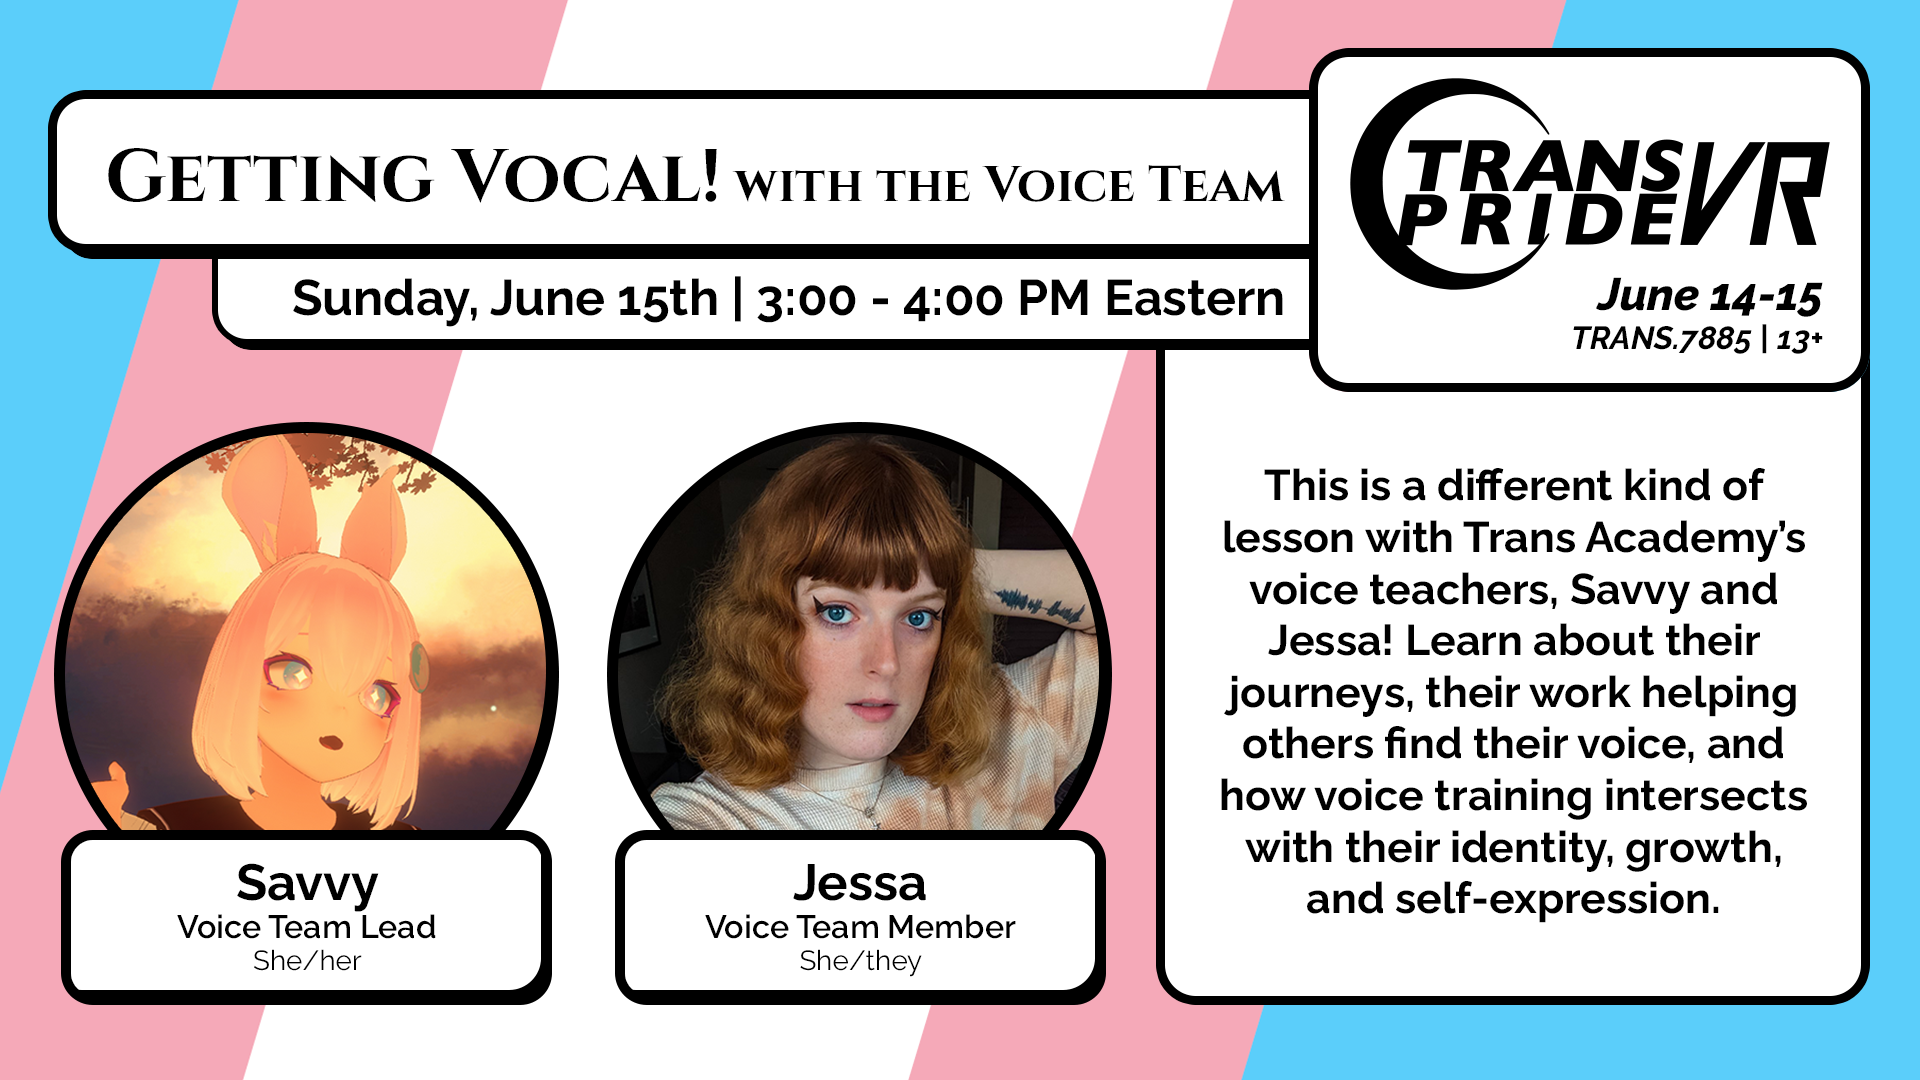 Getting Vocal! with the Voice Team
Sunday, June 15th | 3:00 - 4:00 PM Eastern
TRANS
PRIDE VR
June 14-15
TRANS.7885 | 13+
This is a different kind of
lesson with Trans Academy’s
voice teachers, Savvy and
Jessa! Learn about their
journeys, their work helping
others find their voice, and
how voice training intersects
with their identity, growth,
and self-expression.
Savvy
Voice Team Lead
She/her
Jessa
Voice Team Member
She/they